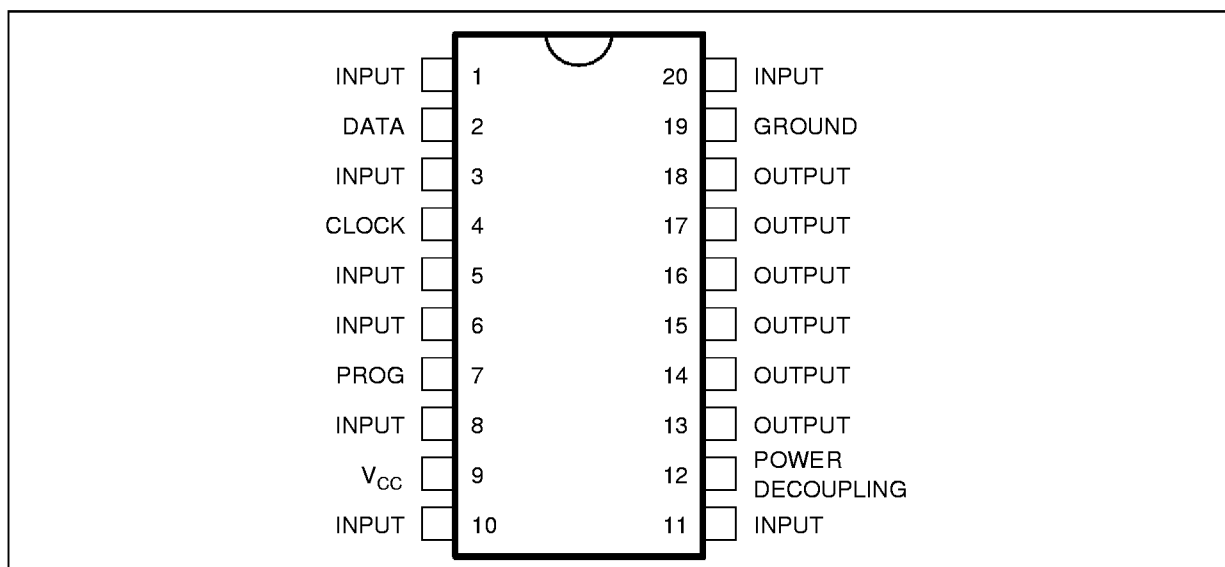 INPUT 1 20 INPUT
DATA 2 19 GROUND
INPUT 3 18 OUTPUT
CLOCK 4 17 OUTPUT
INPUT 5 16 OUTPUT
INPUT 6 15 OUTPUT
PROG 7 14 OUTPUT
INPUT 8 13 OUTPUT
VCC 9 12 POWER
DECOUPLING
INPUT 10 11 INPUT